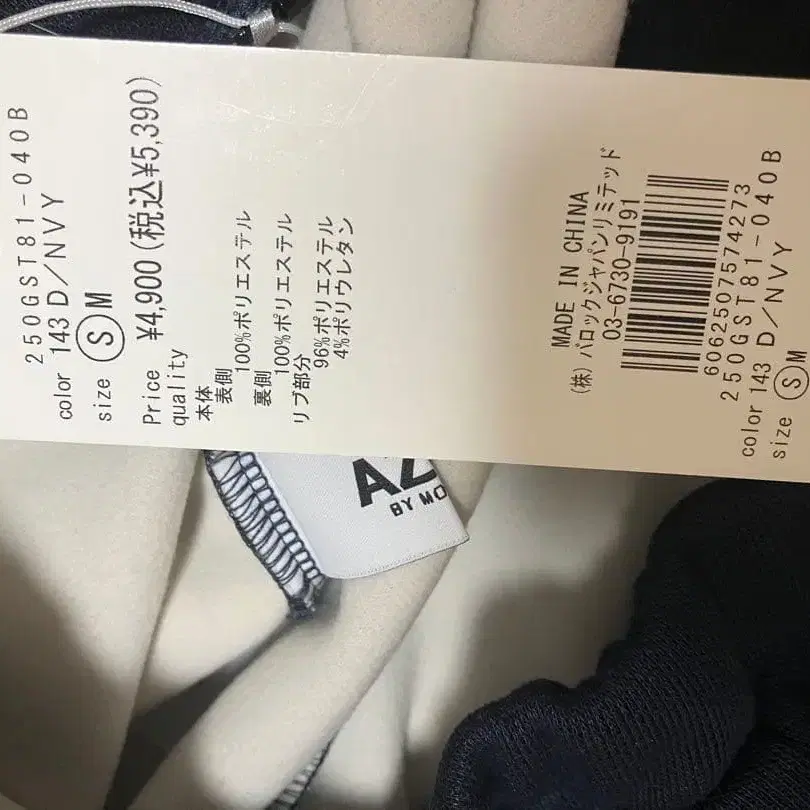 250GST81-040B
color 143 D/NVY
size Ⓢ M
Price ¥4,900(税込¥5,390)
quality
本体
表側
100%ポリエステル
裏側
100%ポリエステル
リブ部分
96%ポリエステル
4%ポリウレタン
MADE IN CHINA
(株)バロックジャパンリミテッド
03-6730-9191
6062507574273
250GST81-040B
color 143 D/NVY
size Ⓢ M
BY